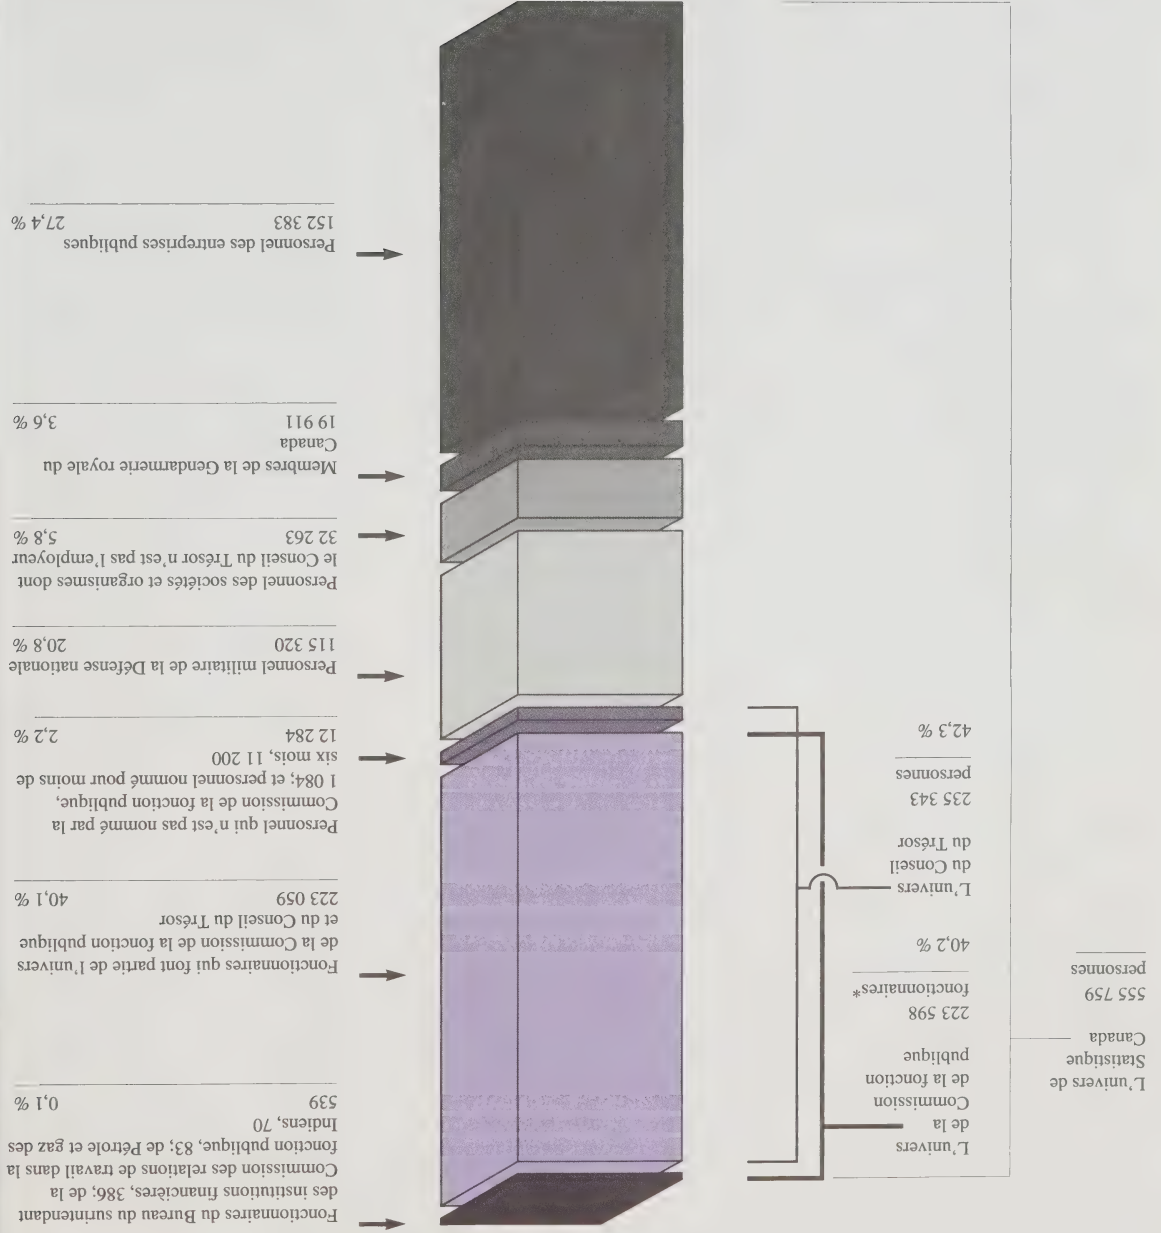 L'univers de
Statistique
Canada
555 759
personnes
L'univers
de la
Commission
de la fonction
publique
223 598
fonctionnaires*
40,2 %
L'univers
du Conseil
du Trésor
235 343
personnes
42,3 %
Fonctionnaires du Bureau du surintendant
des institutions financières, 386; de la
Commission des relations de travail dans la
fonction publique, 83; de Pétrole et gaz des
Indiens, 70
539 0,1 %
Fonctionnaires qui font partie de l'univers
de la Commission de la fonction publique
et du Conseil du Trésor
223 059 40,1 %
Personnel qui n'est pas nommé par la
Commission de la fonction publique,
1 084; et personnel nommé pour moins de
six mois, 11 200
12 284 2,2 %
Personnel militaire de la Défense nationale
115 320 20,8 %
Personnel des sociétés et organismes dont
le Conseil du Trésor n'est pas l'employeur
32 263 5,8 %
Membres de la Gendarmerie royale du
Canada
19 911 3,6 %
Personnel des entreprises publiques
152 383 27,4 %